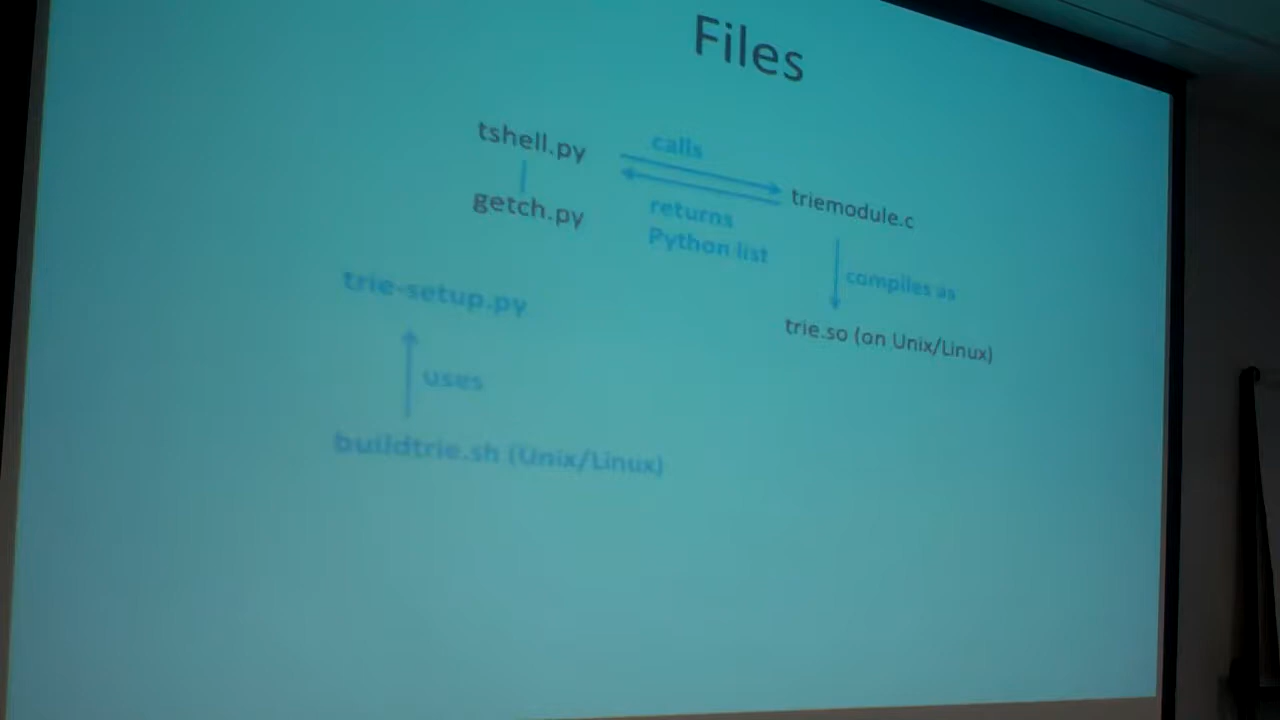 Files
tshell.py
calls
getch.py
returns
Python list
triemodule.c
compiles as
trie.so (on Unix/Linux)
trie-setup.py
uses
buildtrie.sh (Unix/Linux)